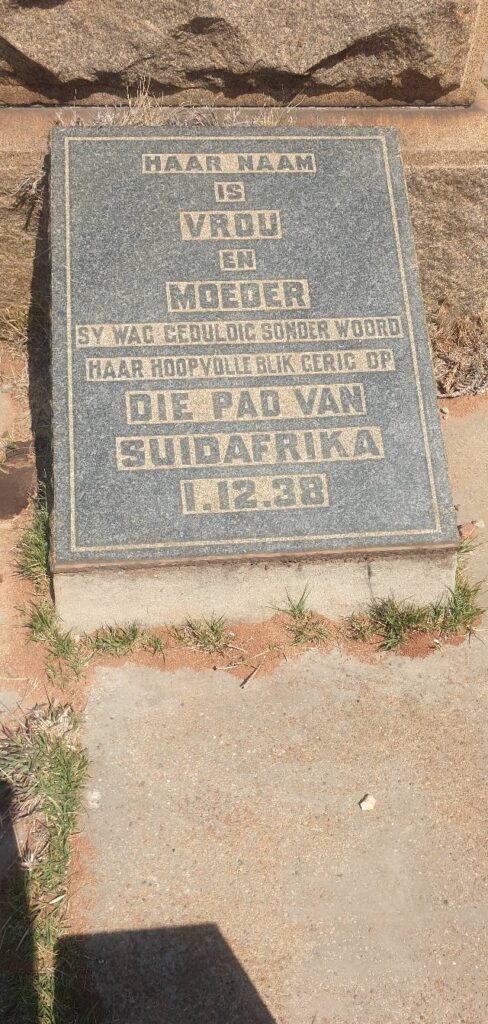 HAAR NAAM
IS
VROU
EN
MOEDER
SY WAG GEDULDIG SONDER WOORD
HAAR HOOPVOLLE BLIK GERIG OP
DIE PAD VAN
SUIDAFRIKA
1.12.38